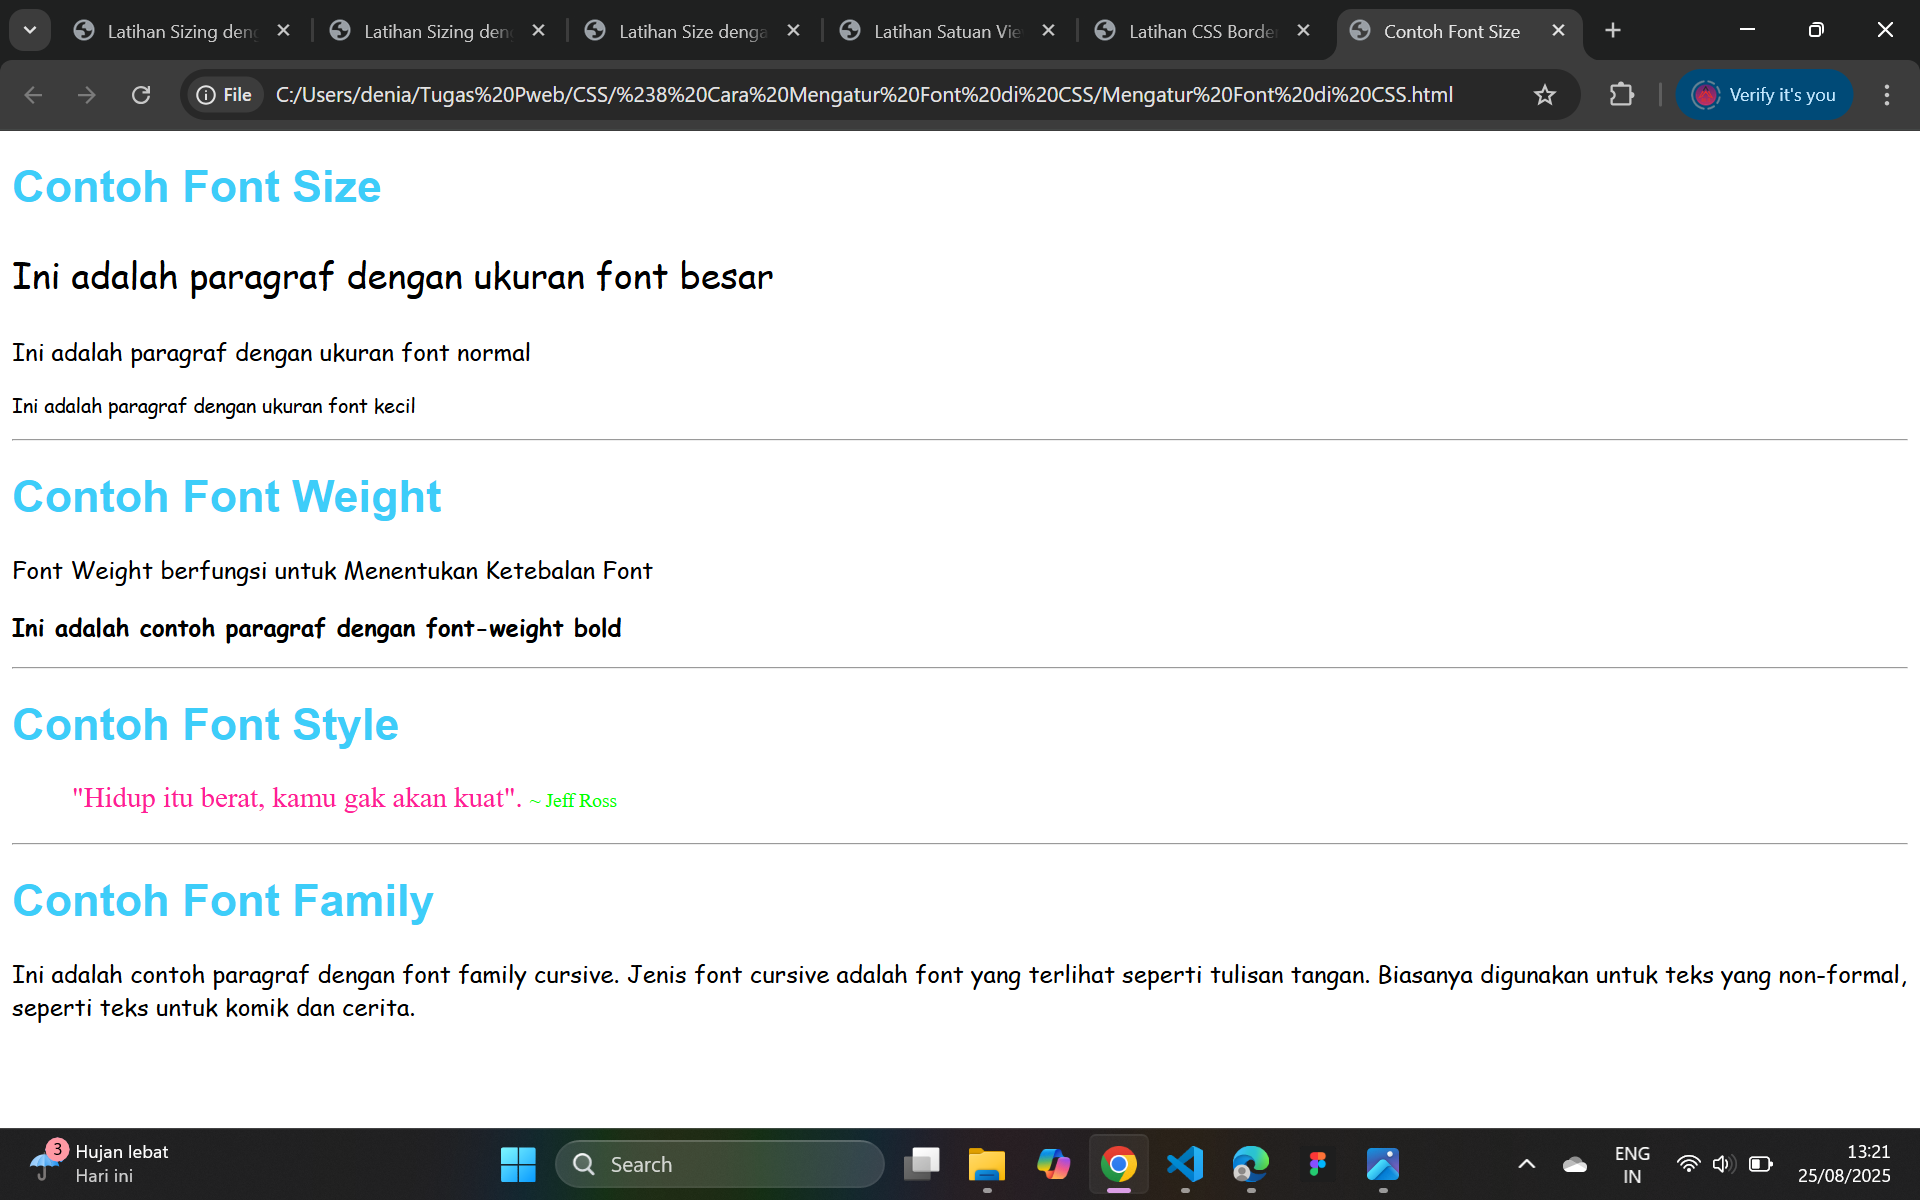 Latihan Sizing deng
Latihan Sizing den
Latihan Size denga
Latihan Satuan Vie
Latihan CSS Borde
Contoh Font Size
File
C:/Users/denia/Tugas%20Pweb/CSS/%238%20Cara%20Mengatur%20Font%20di%20CSS/Mengatur%20Font%20di%20CSS.html
Verify it's you
Contoh Font Size
Ini adalah paragraf dengan ukuran font besar
Ini adalah paragraf dengan ukuran font normal
Ini adalah paragraf dengan ukuran font kecil
Contoh Font Weight
Font Weight berfungsi untuk Menentukan Ketebalan Font
Ini adalah contoh paragraf dengan font-weight bold
Contoh Font Style
"Hidup itu berat, kamu gak akan kuat". ~ Jeff Ross
Contoh Font Family
Ini adalah contoh paragraf dengan font family cursive. Jenis font cursive adalah font yang terlihat seperti tulisan tangan. Biasanya digunakan untuk teks yang non-formal,
seperti teks untuk komik dan cerita.
3
Hujan lebat
Hari ini
Search
ENG
IN
13:21
25/08/2025